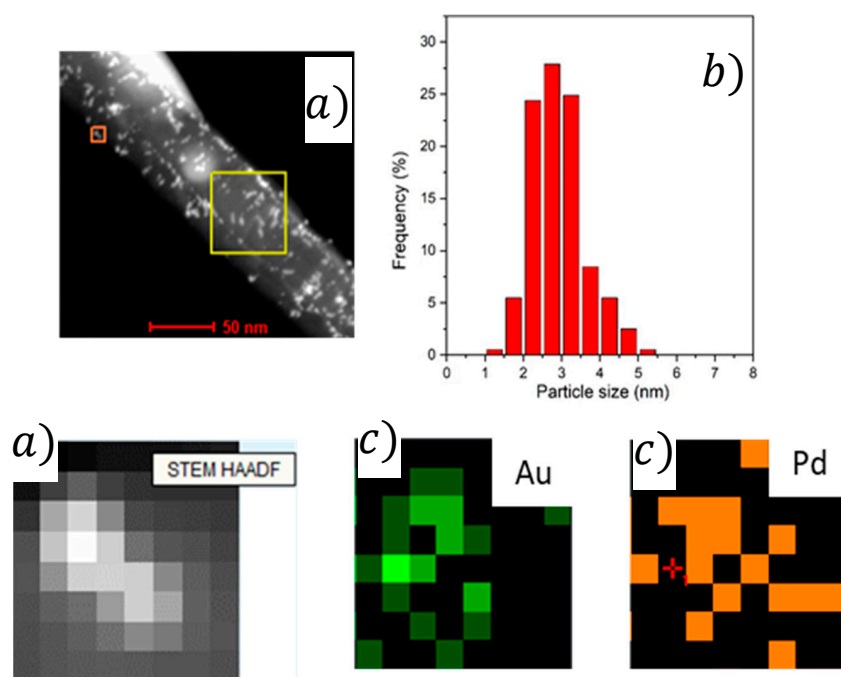 a)
50 nm
b)
Frequency (%)
30
25
20
15
10
5
0
0 1 2 3 4 5 6 7 8
Particle size (nm)
a)
STEM HAADF
c)
Au
c)
Pd